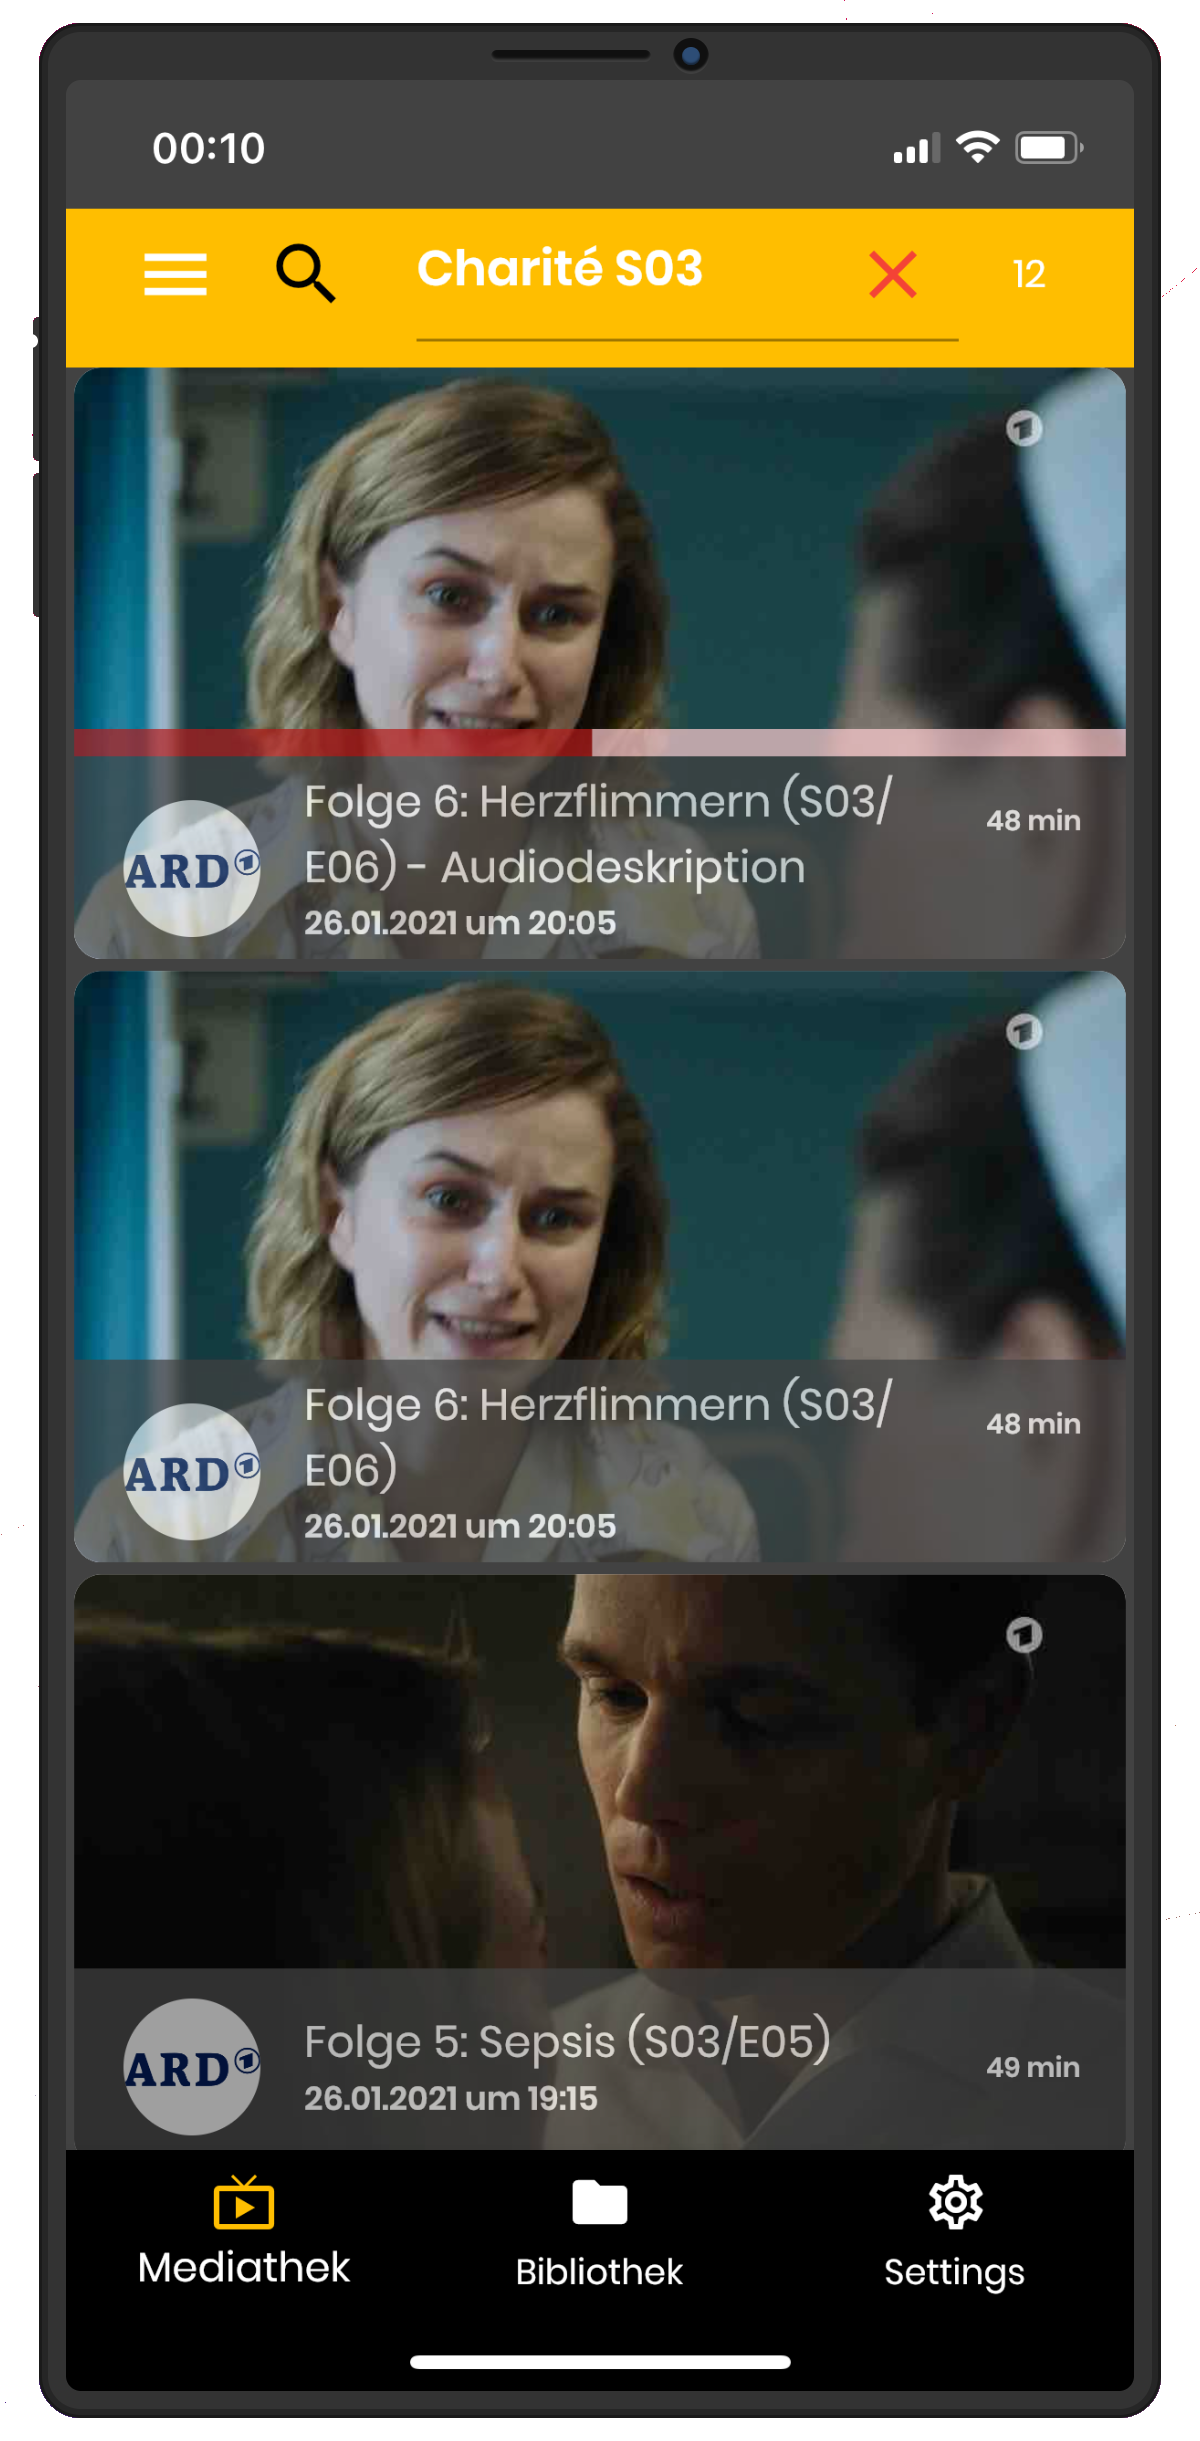 00:10
Charité S03
12
Folge 6: Herzflimmern (S03/
E06) - Audiodeskription
48 min
26.01.2021 um 20:05
ARD
Folge 6: Herzflimmern (S03/
E06)
48 min
26.01.2021 um 20:05
ARD
Folge 5: Sepsis (S03/E05)
49 min
26.01.2021 um 19:15
ARD
Mediathek
Bibliothek
Settings